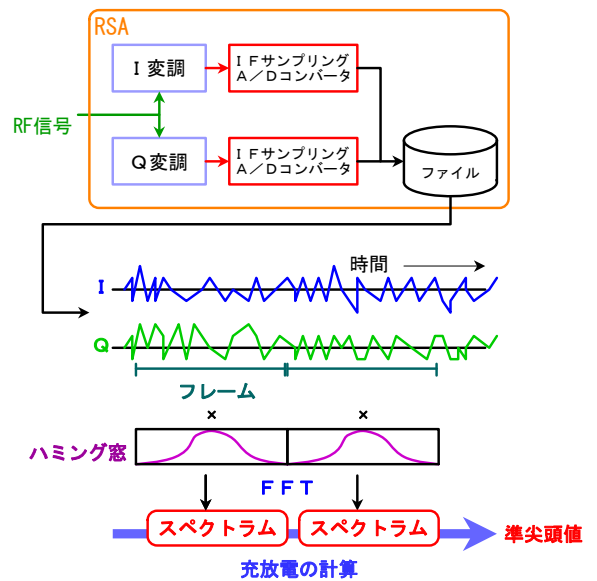 RSA
I 変調
IFサンプリング
A/Dコンバータ
RF信号
Q変調
IFサンプリング
A/Dコンバータ
ファイル
時間
I
Q
フレーム
×
×
ハミング窓
FFT
スペクトラム
スペクトラム
準尖頭値
充放電の計算